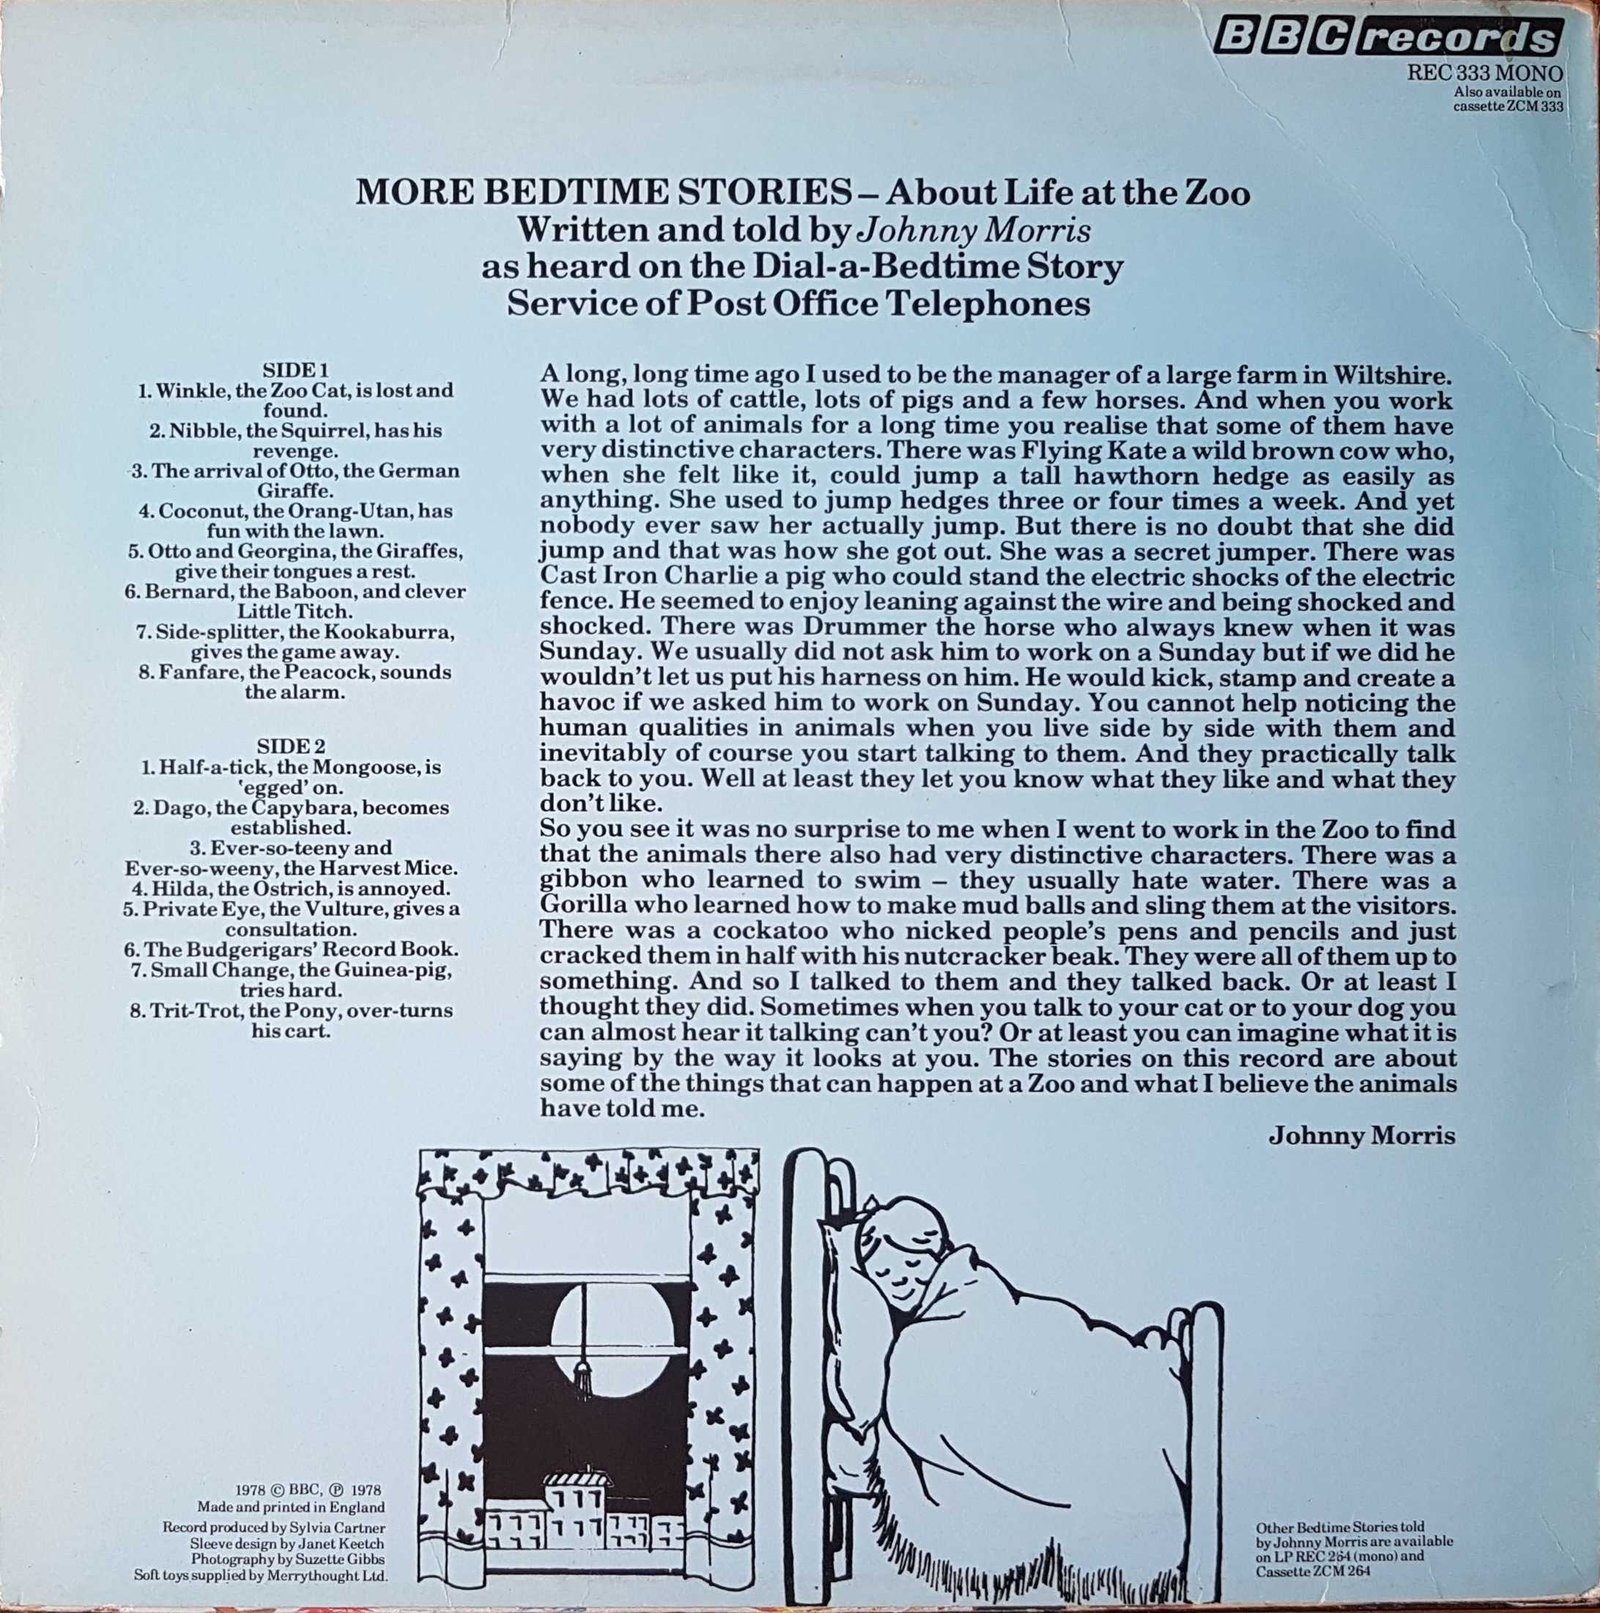 BBC records
REC 333 MONO
Also available on
cassette ZCM 333
MORE BEDTIME STORIES – About Life at the Zoo
Written and told by Johnny Morris
as heard on the Dial-a-Bedtime Story
Service of Post Office Telephones
SIDE 1
1. Winkle, the Zoo Cat, is lost and
found.
2. Nibble, the Squirrel, has his
revenge.
3. The arrival of Otto, the German
Giraffe.
4. Coconut, the Orang-Utan, has
fun with the lawn.
5. Otto and Georgina, the Giraffes,
give their tongues a rest.
6. Bernard, the Baboon, and clever
Little Titch.
7. Side-splitter, the Kookaburra,
gives the game away.
8. Fanfare, the Peacock, sounds
the alarm.
SIDE 2
1. Half-a-tick, the Mongoose, is
'egged' on.
2. Dago, the Capybara, becomes
established.
3. Ever-so-teeny and
Ever-so-weeny, the Harvest Mice.
4. Hilda, the Ostrich, is annoyed.
5. Private Eye, the Vulture, gives a
consultation.
6. The Budgerigars' Record Book.
7. Small Change, the Guinea-pig,
tries hard.
8. Trit-Trot, the Pony, over-turns
his cart.
A long, long time ago I used to be the manager of a large farm in Wiltshire.
We had lots of cattle, lots of pigs and a few horses. And when you work
with a lot of animals for a long time you realise that some of them have
very distinctive characters. There was Flying Kate a wild brown cow who,
when she felt like it, could jump a tall hawthorn hedge as easily as
anything. She used to jump hedges three or four times a week. And yet
nobody ever saw her actually jump. But there is no doubt that she did
jump and that was how she got out. She was a secret jumper. There was
Cast Iron Charlie a pig who could stand the electric shocks of the electric
fence. He seemed to enjoy leaning against the wire and being shocked and
shocked. There was Drummer the horse who always knew when it was
Sunday. We usually did not ask him to work on a Sunday but if we did he
wouldn't let us put his harness on him. He would kick, stamp and create a
havoc if we asked him to work on Sunday. You cannot help noticing the
human qualities in animals when you live side by side with them and
inevitably of course you start talking to them. And they practically talk
back to you. Well at least they let you know what they like and what they
don't like.
So you see it was no surprise to me when I went to work in the Zoo to find
that the animals there also had very distinctive characters. There was a
gibbon who learned to swim – they usually hate water. There was a
Gorilla who learned how to make mud balls and sling them at the visitors.
There was a cockatoo who nicked people's pens and pencils and just
cracked them in half with his nutcracker beak. They were all of them up to
something. And so I talked to them and they talked back. Or at least I
thought they did. Sometimes when you talk to your cat or to your dog you
can almost hear it talking can't you? Or at least you can imagine what it is
saying by the way it looks at you. The stories on this record are about
some of the things that can happen at a Zoo and what I believe the animals
have told me.
Johnny Morris
1978 © BBC, ℗ 1978
Made and printed in England
Record produced by Sylvia Cartner
Sleeve design by Janet Keetch
Photography by Suzette Gibbs
Soft toys supplied by Merrythought Ltd.
Other Bedtime Stories told
by Johnny Morris are available
on LP REC 264 (mono) and
Cassette ZCM 264